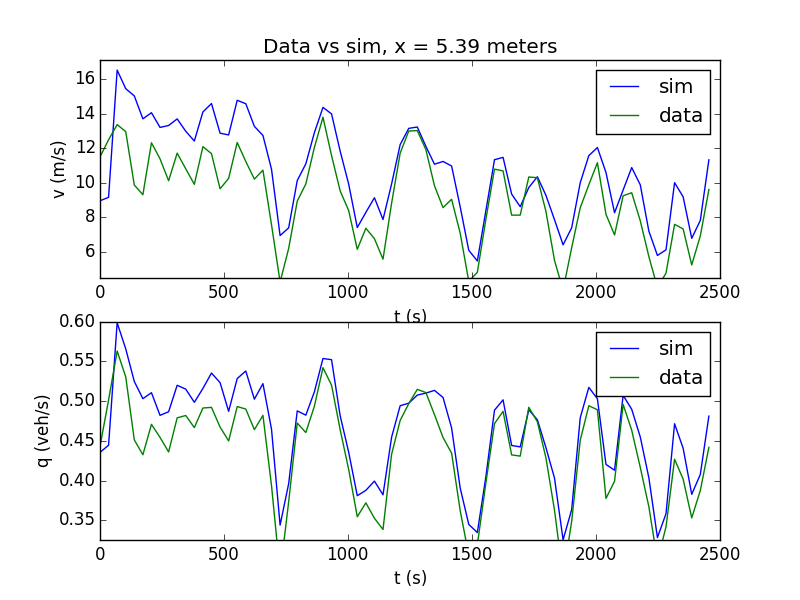 Data vs sim, x = 5.39 meters
v (m/s)
16
14
12
10
8
6
sim
data
0 500 1000 1500 2000 2500
t (s)
q (veh/s)
0.60
0.55
0.50
0.45
0.40
0.35
sim
data
0 500 1000 1500 2000 2500
t (s)